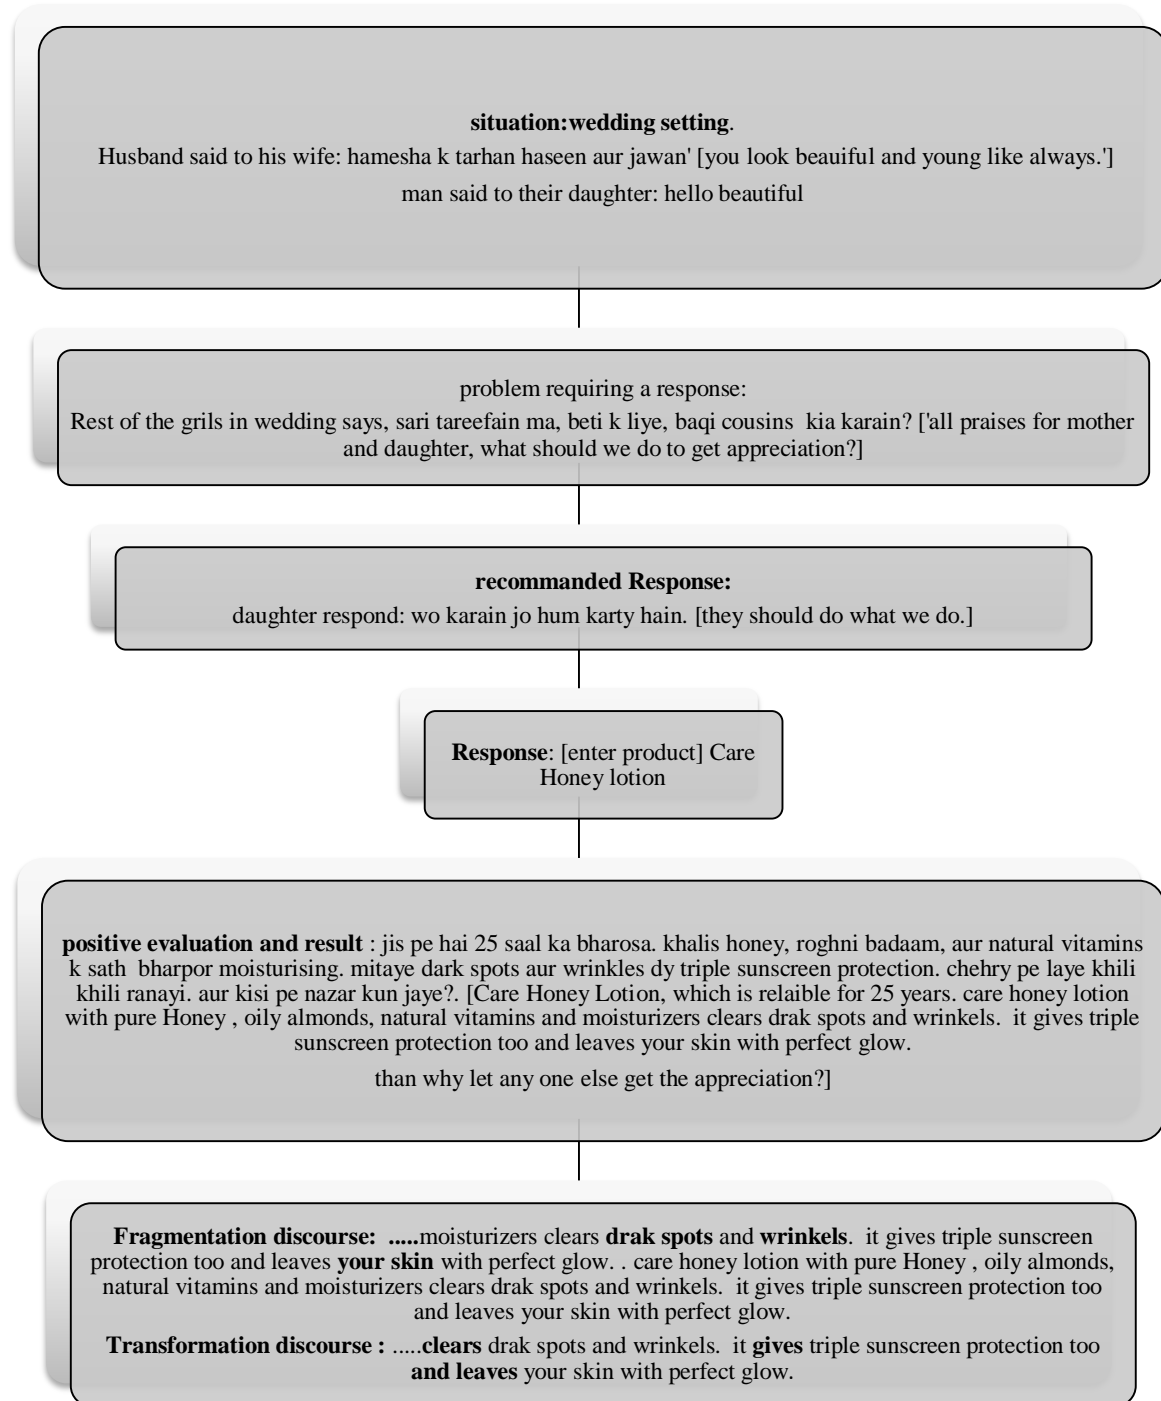 situation:wedding setting.
Husband said to his wife: hamesha k tarhan haseen aur jawan' [you look beauiful and young like always.']
man said to their daughter: hello beautiful
problem requiring a response:
Rest of the grils in wedding says, sari tareefain ma, beti k liye, baqi cousins kia karain? ['all praises for mother
and daughter, what should we do to get appreciation?]
recommanded Response:
daughter respond: wo karain jo hum karty hain. [they should do what we do.]
Response: [enter product] Care
Honey lotion
positive evaluation and result : jis pe hai 25 saal ka bharosa. khalis honey, roghni badaam, aur natural vitamins
k sath bharpor moisturising. mitaye dark spots aur wrinkles dy triple sunscreen protection. chehry pe laye khili
khili ranayi. aur kisi pe nazar kun jaye?. [Care Honey Lotion, which is relaible for 25 years. care honey lotion
with pure Honey , oily almonds, natural vitamins and moisturizers clears drak spots and wrinkels. it gives triple
sunscreen protection too and leaves your skin with perfect glow.
than why let any one else get the appreciation?]
Fragmentation discourse: .....moisturizers clears drak spots and wrinkels. it gives triple sunscreen
protection too and leaves your skin with perfect glow. . care honey lotion with pure Honey , oily almonds,
natural vitamins and moisturizers clears drak spots and wrinkels. it gives triple sunscreen protection too
and leaves your skin with perfect glow.
Transformation discourse : .....clears drak spots and wrinkels. it gives triple sunscreen protection too
and leaves your skin with perfect glow.